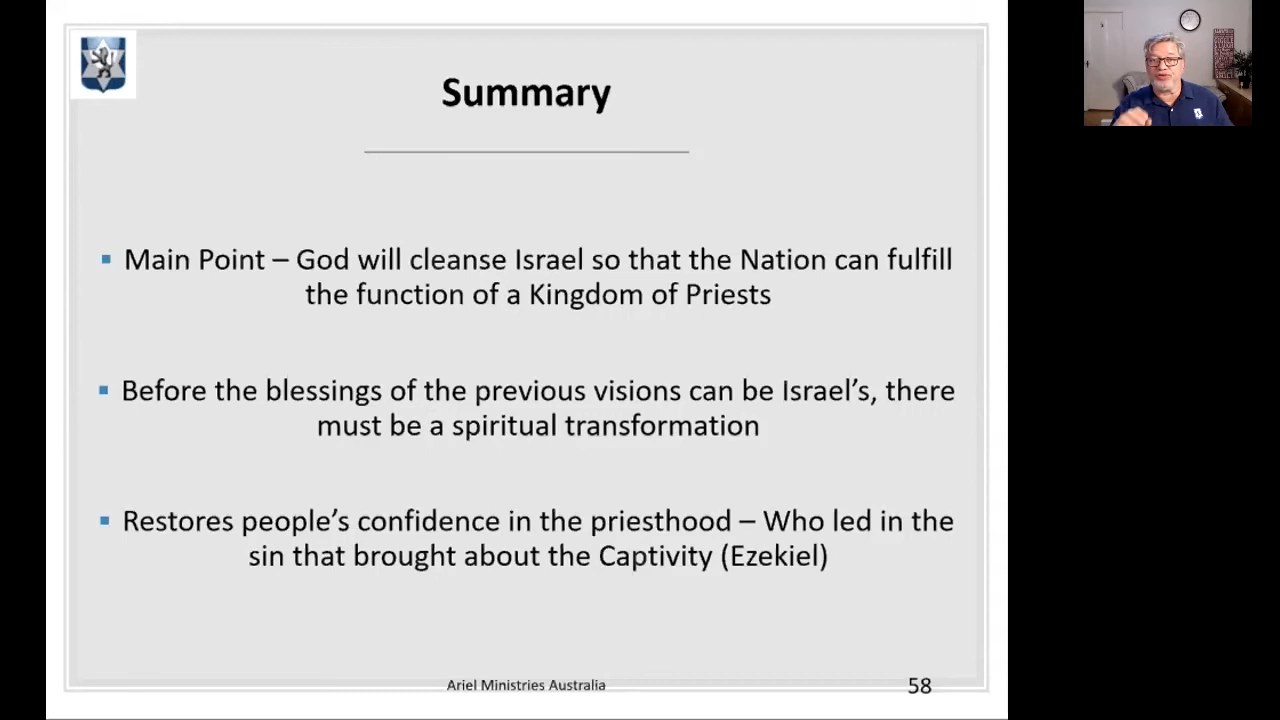 Summary
▪ Main Point – God will cleanse Israel so that the Nation can fulfill
the function of a Kingdom of Priests
▪ Before the blessings of the previous visions can be Israel’s, there
must be a spiritual transformation
▪ Restores people’s confidence in the priesthood – Who led in the
sin that brought about the Captivity (Ezekiel)
Ariel Ministries Australia
58